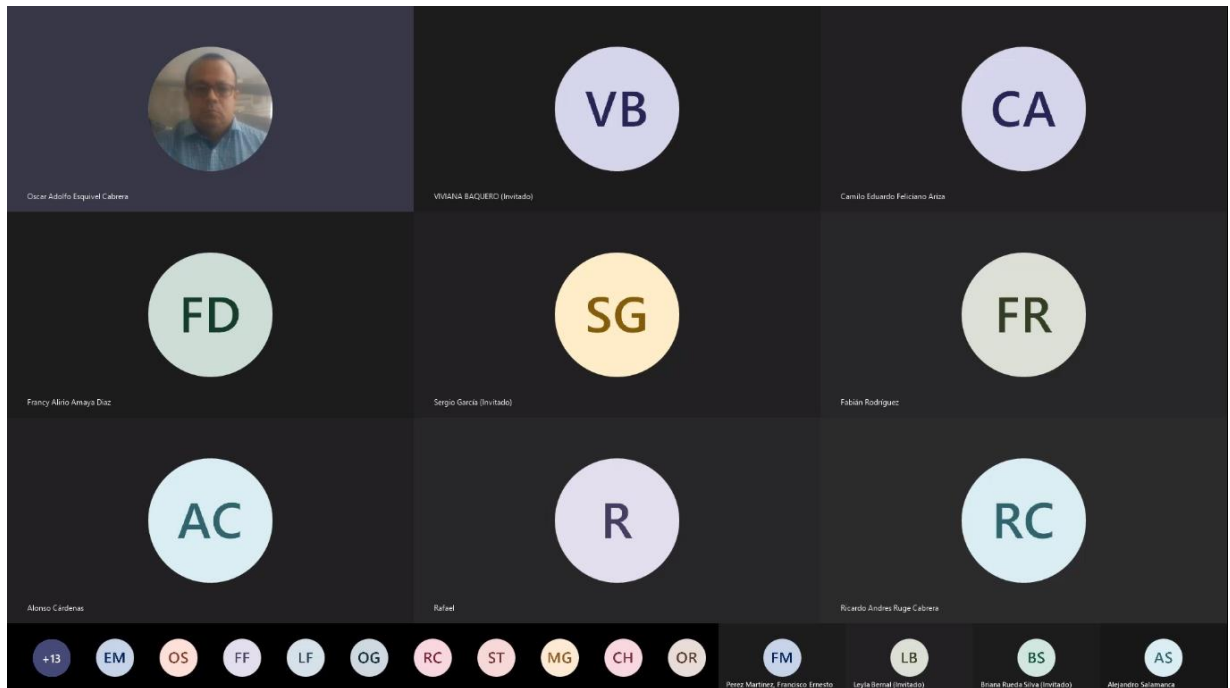 Oscar Adolfo Esquivel Cabrera
VB
VIVIANA BAQUERO (Invitado)
CA
Camilo Eduardo Feliciano Ariza
FD
Francy Alirio Amaya Diaz
SG
Sergio García (Invitado)
FR
Fabián Rodríguez
AC
Alonso Cárdenas
R
Rafael
RC
Ricardo Andres Ruge Cabrera
+13
EM
OS
FF
LF
OG
RC
ST
MG
CH
OR
FM
Perez Martinez, Francisco Ernesto
LB
Leyla Bernal (Invitado)
BS
Briana Rueda Silva (Invitado)
AS
Alejandro Salamanca